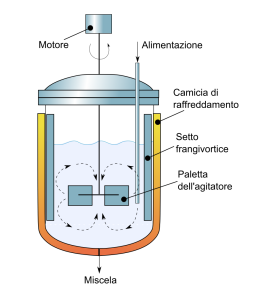 Motore
Alimentazione
Camicia di
raffreddamento
Setto
frangivortice
Paletta
dell'agitatore
Miscela